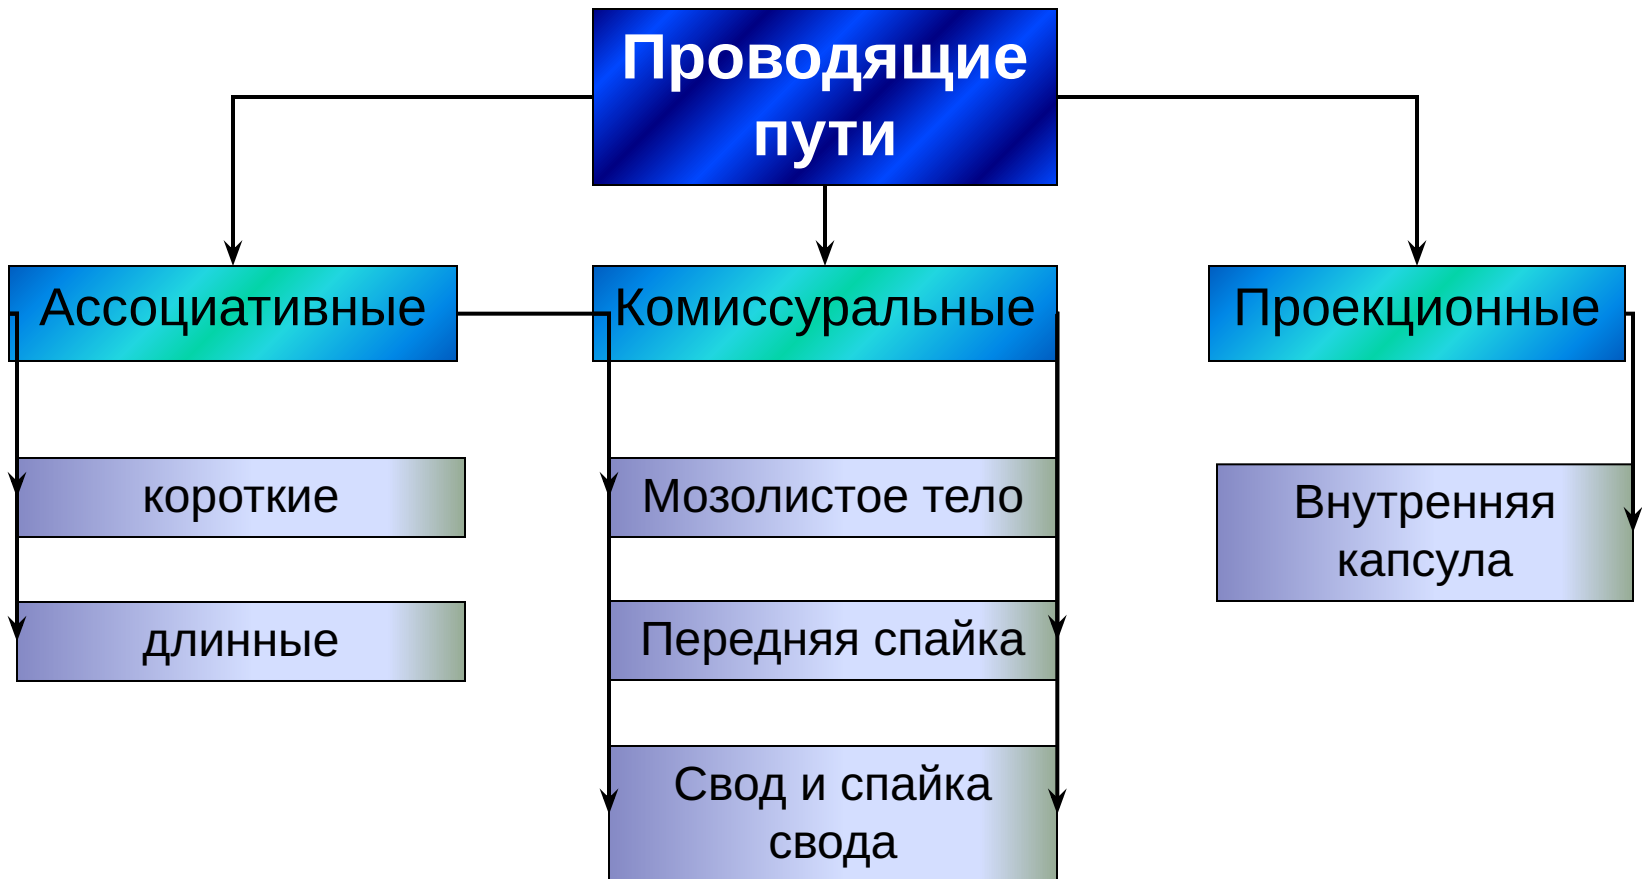 Проводящие
пути
Ассоциативные
Комиссуральные
Проекционные
короткие
длинные
Мозолистое тело
Передняя спайка
Свод и спайка
свода
Внутренняя
капсула